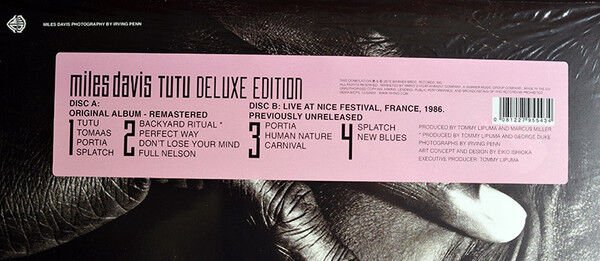 MILES DAVIS PHOTOGRAPHY BY IRVING PENN
miles davis TUTU DELUXE EDITION
DISC A:
ORIGINAL ALBUM - REMASTERED
1
TUTU
TOMAAS
PORTIA
SPLATCH
2
BACKYARD RITUAL *
PERFECT WAY
DON'T LOSE YOUR MIND
FULL NELSON
DISC B: LIVE AT NICE FESTIVAL, FRANCE, 1986.
PREVIOUSLY UNRELEASED
3
PORTIA
HUMAN NATURE
CARNIVAL
4
SPLATCH
NEW BLUES
0 81227 95543
PRODUCED BY TOMMY LIPUMA AND MARCUS MILLER
* PRODUCED BY TOMMY LIPUMA AND GEORGE DUKE
PHOTOGRAPHS BY IRVING PENN
ART CONCEPT AND DESIGN BY EIKO ISHIOKA
EXECUTIVE PRODUCER: TOMMY LIPUMA